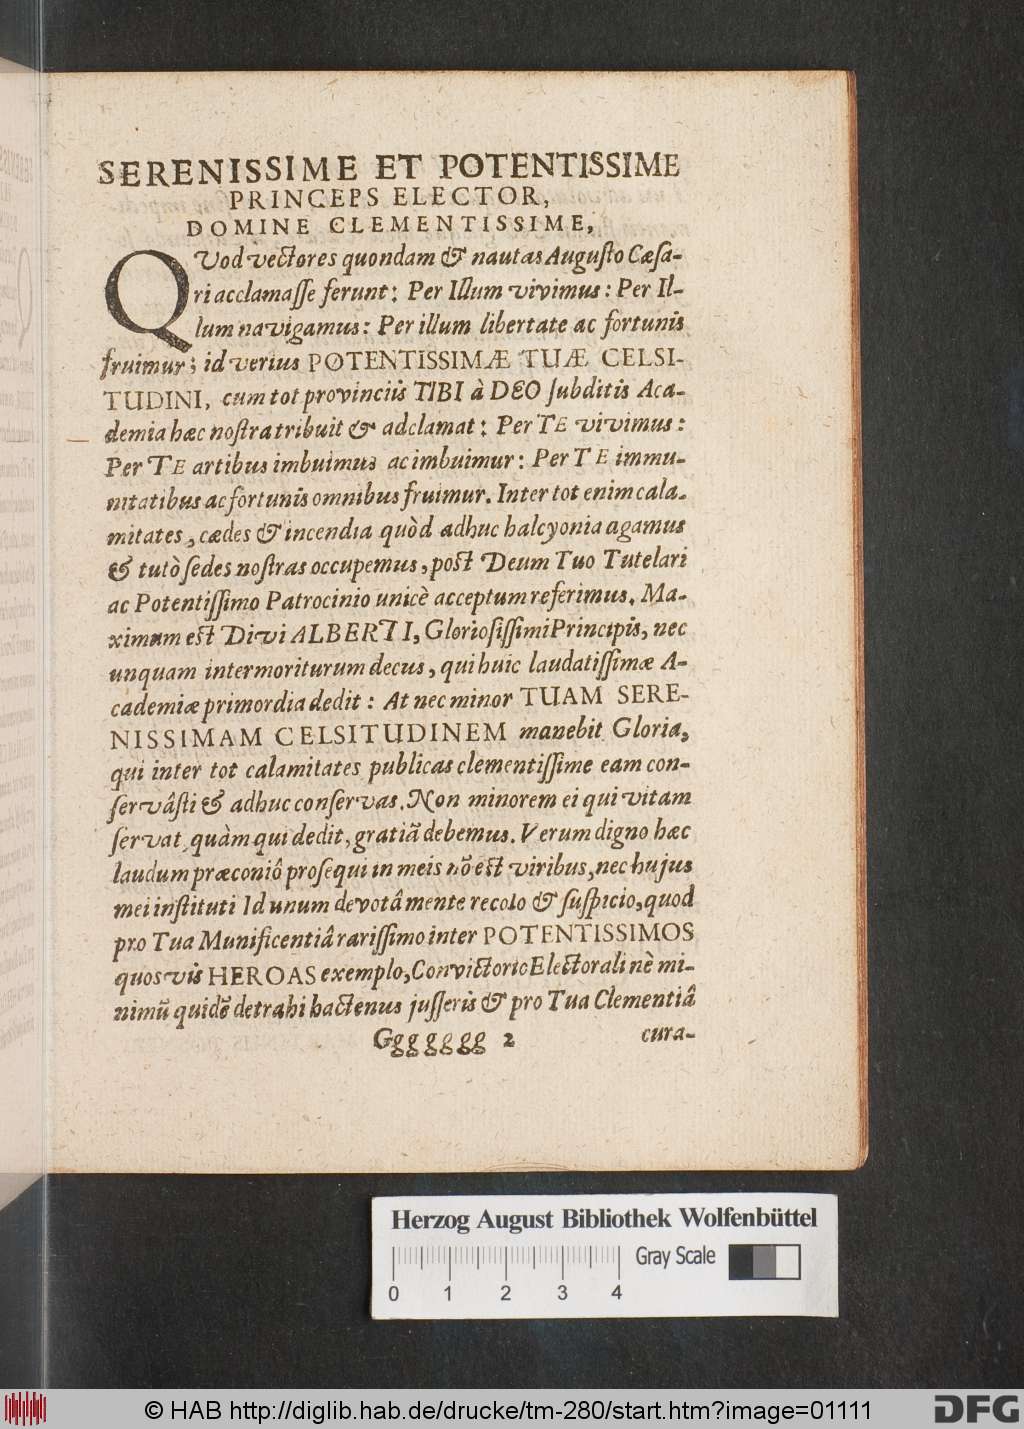 SERENISSIME ET POTENTISSIME
PRINCEPS ELECTOR,
DOMINE CLEMENTISSIME,
QVod vectores quondam & nautas Augusto Cæsa-
ri acclamasse ferunt: Per Illum vivimus: Per Il-
lum navigamus: Per illum libertate ac fortunis
fruimur; id verius POTENTISSIMÆ TUÆ CELSI-
TUDINI, cum tot provinciis TIBI à DEO subditis Aca-
demia hæc nostra tribuit & adclamat: Per TE vivimus:
Per TE artibus imbuimus ac imbuimur: Per TE immu-
nitatibus ac fortunis omnibus fruimur. Inter tot enim cala-
mitates, cædes & incendia quòd adhuc halcyonia agamus
& tutò sedes nostras occupemus, post Deum Tuo Tutelari
ac Potentissimo Patrocinio unicè acceptum referimus. Ma-
ximum est Divi ALBERTI, Gloriosissimi Principis, nec
unquam intermoriturum decus, qui huic laudatissimæ A-
cademiæ primordia dedit: At nec minor TUAM SERE-
NISSIMAM CELSITUDINEM manebit Gloria,
qui inter tot calamitates publicas clementissime eam con-
servâsti & adhuc conservas. Non minorem ei qui vitam
servat, quàm qui dedit, gratiā debemus. Verum digno hæc
laudum præconiô prosequi in meis nō est viribus, nec hujus
mei instituti Id unum devotâ mente recolo & suspicio, quod
pro Tua Munificentiâ rarissimo inter POTENTISSIMOS
quosvis HEROAS exemplo, Convictorio Electorali nè mi-
nimū quidē detrahi hactenus jusseris & pro Tua Clementiâ
Ggg ggg gg 2
cura-
Herzog August Bibliothek Wolfenbüttel
Gray Scale
0 1 2 3 4
© HAB http://diglib.hab.de/drucke/tm-280/start.htm?image=01111
DFG